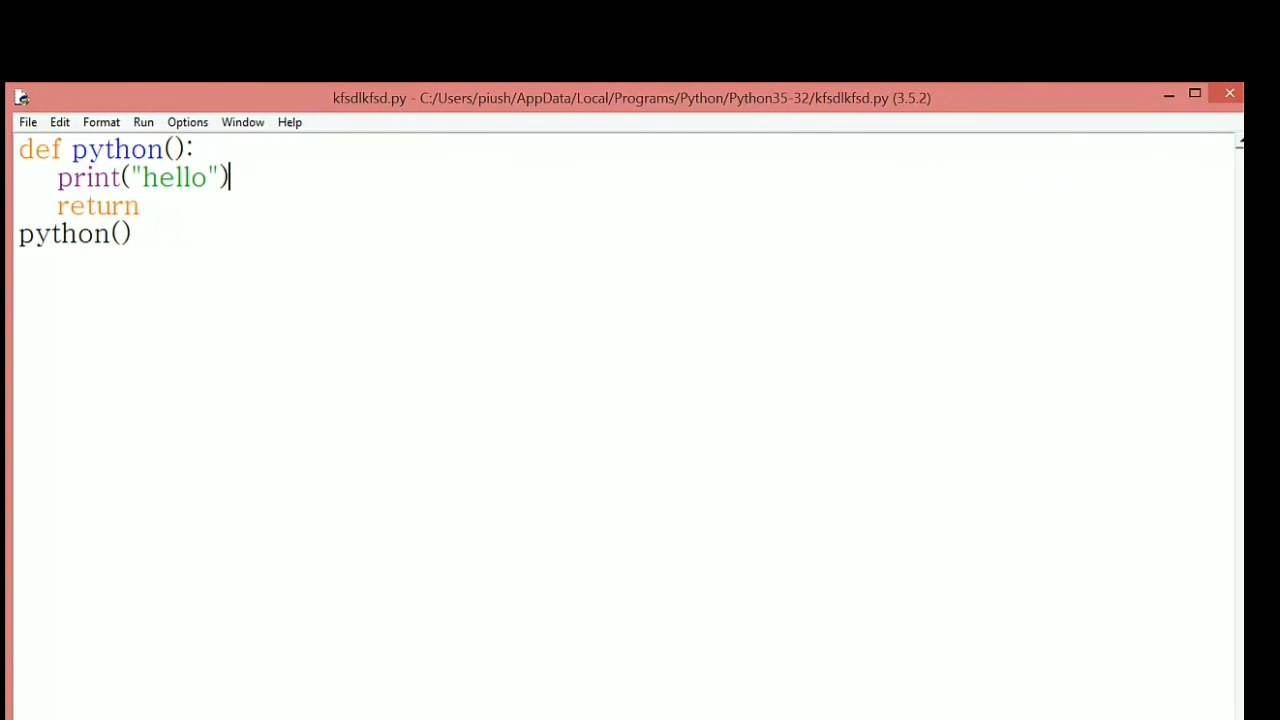 kfsdlkfsd.py - C:/Users/piush/AppData/Local/Programs/Python/Python35-32/kfsdlkfsd.py (3.5.2)
File Edit Format Run Options Window Help
def python():
    print("hello")
    return
python()